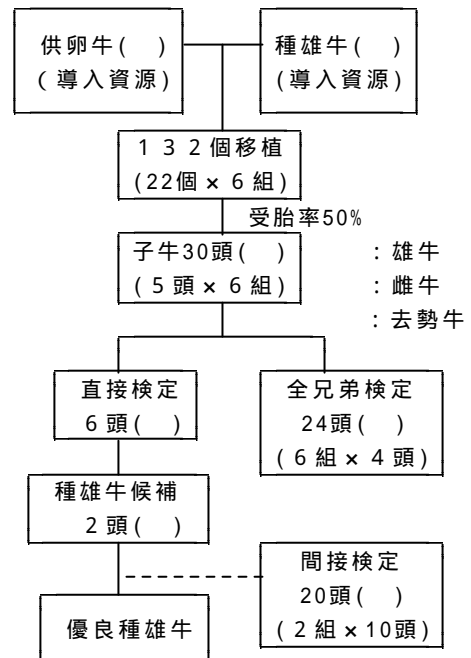 供卵牛(　)
(導入資源)
種雄牛(　)
(導入資源)
１３２個移植
(22個×６組)
受胎率50%
子牛30頭(　)
(５頭×６組)
：雄牛
：雌牛
：去勢牛
直接検定
６頭(　)
全兄弟検定
24頭(　)
(６組×４頭)
種雄牛候補
２頭(　)
間接検定
20頭(　)
(２組×10頭)
優良種雄牛